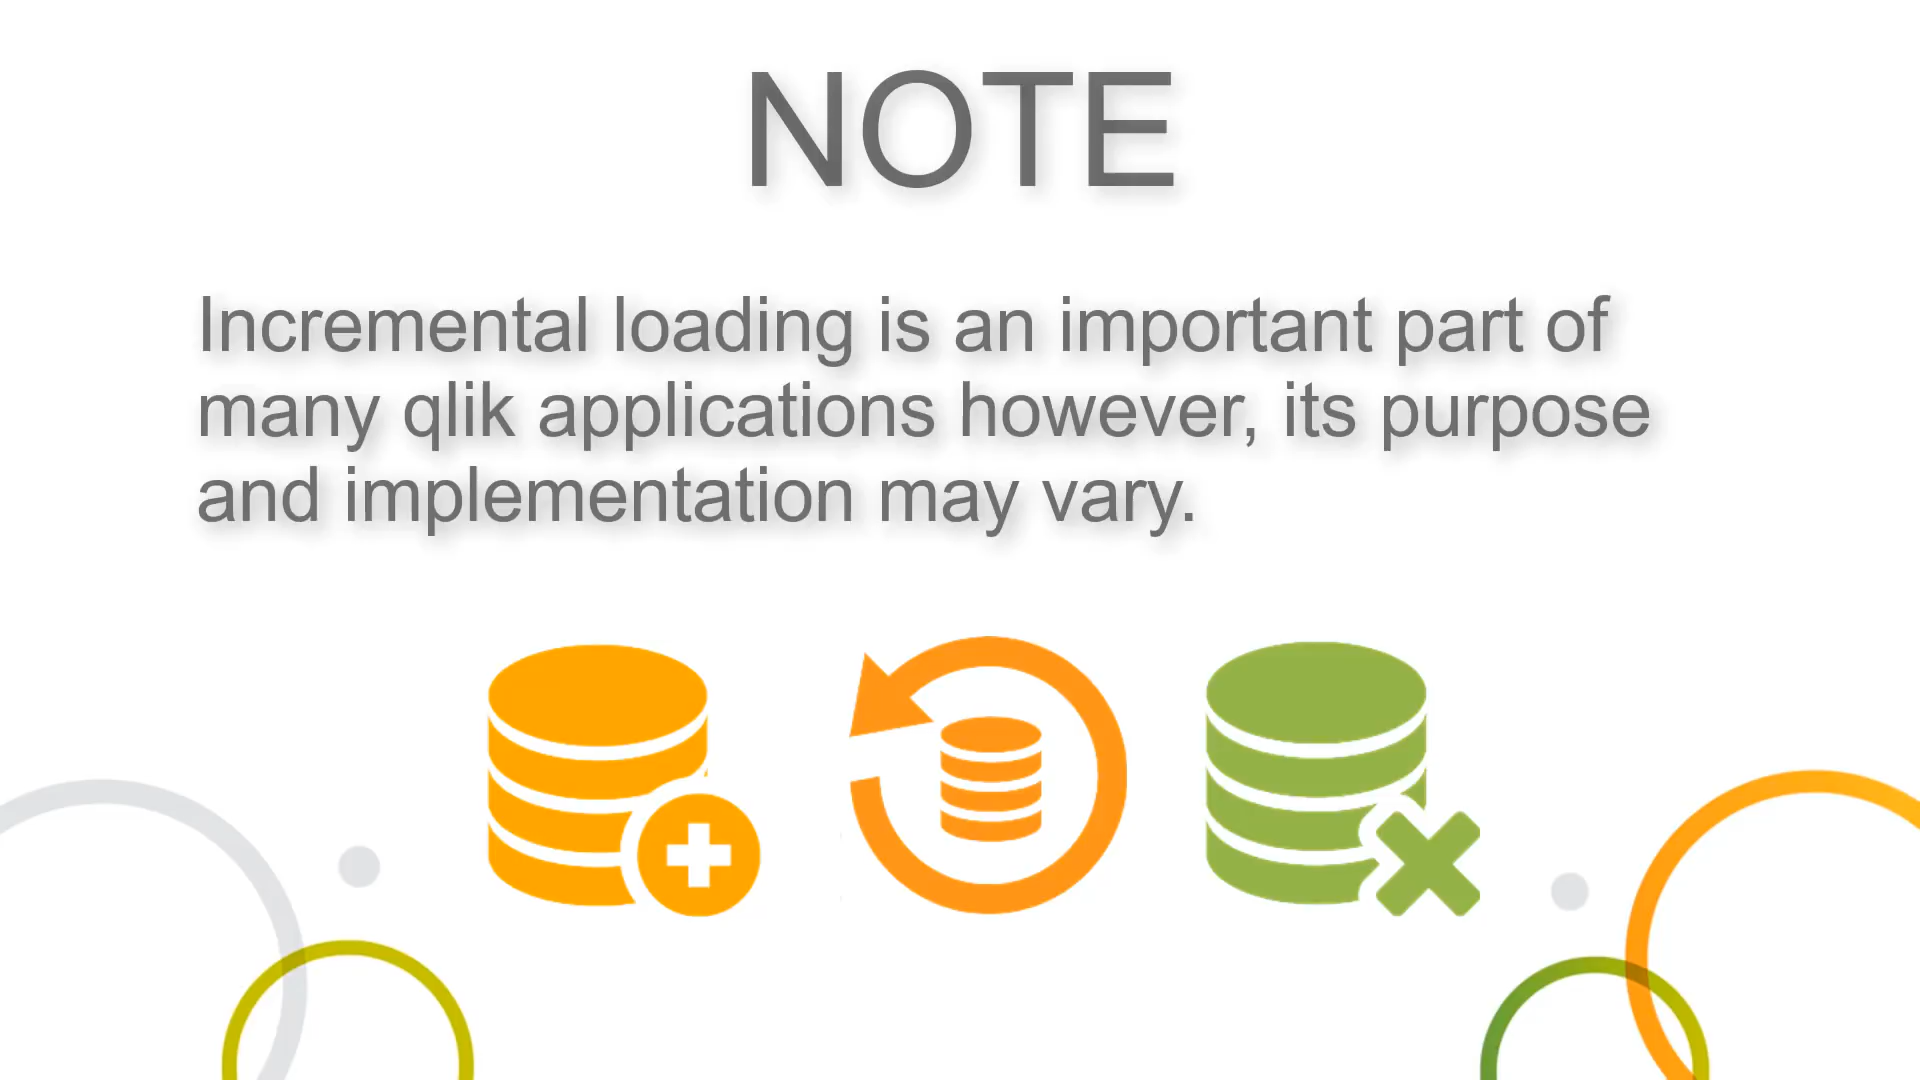 NOTE
Incremental loading is an important part of
many qlik applications however, its purpose
and implementation may vary.